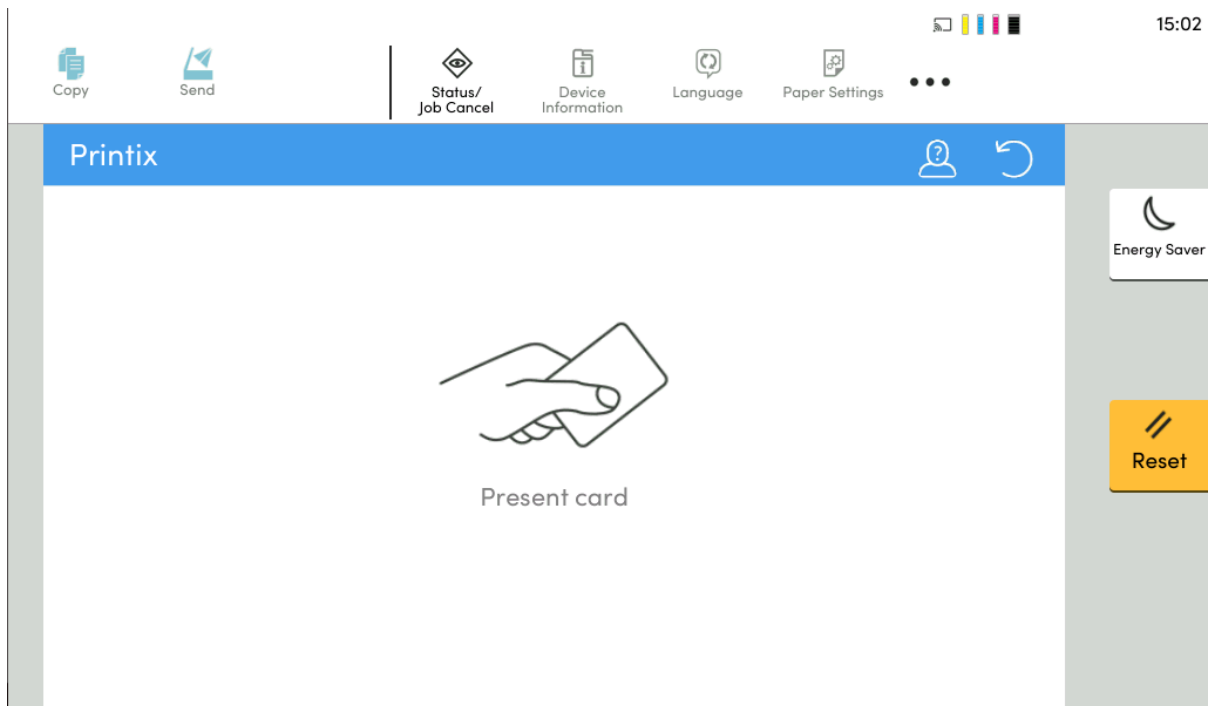 15:02
Copy
Send
Status/
Job Cancel
Device
Information
Language
Paper Settings
Printix
?
Energy Saver
Reset
Present card